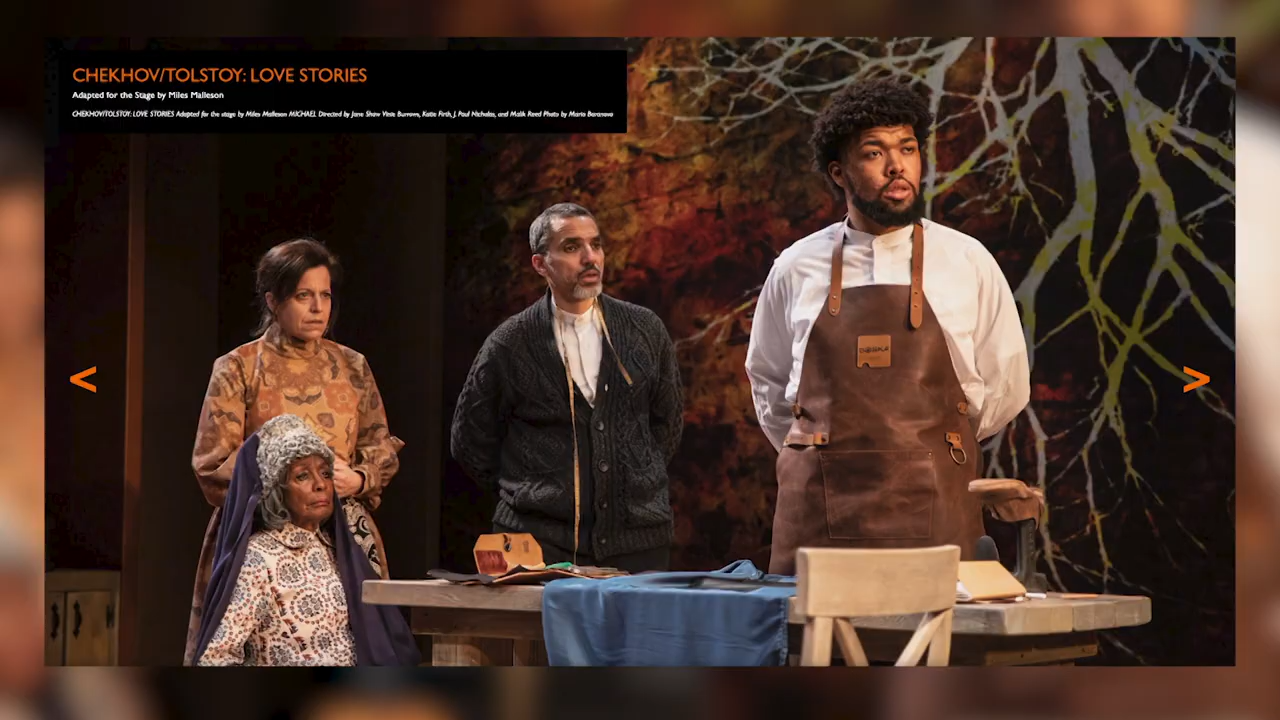 CHEKHOV/TOLSTOY: LOVE STORIES
Adapted for the Stage by Miles Malleson
CHEKHOV/TOLSTOY: LOVE STORIES Adapted for the stage by Miles Malleson MICHAEL Directed by Jane Shaw Vinie Burrows, Katie Firth, J. Paul Nicholas, and Malik Reed Photo by Maria Baranova
<
>